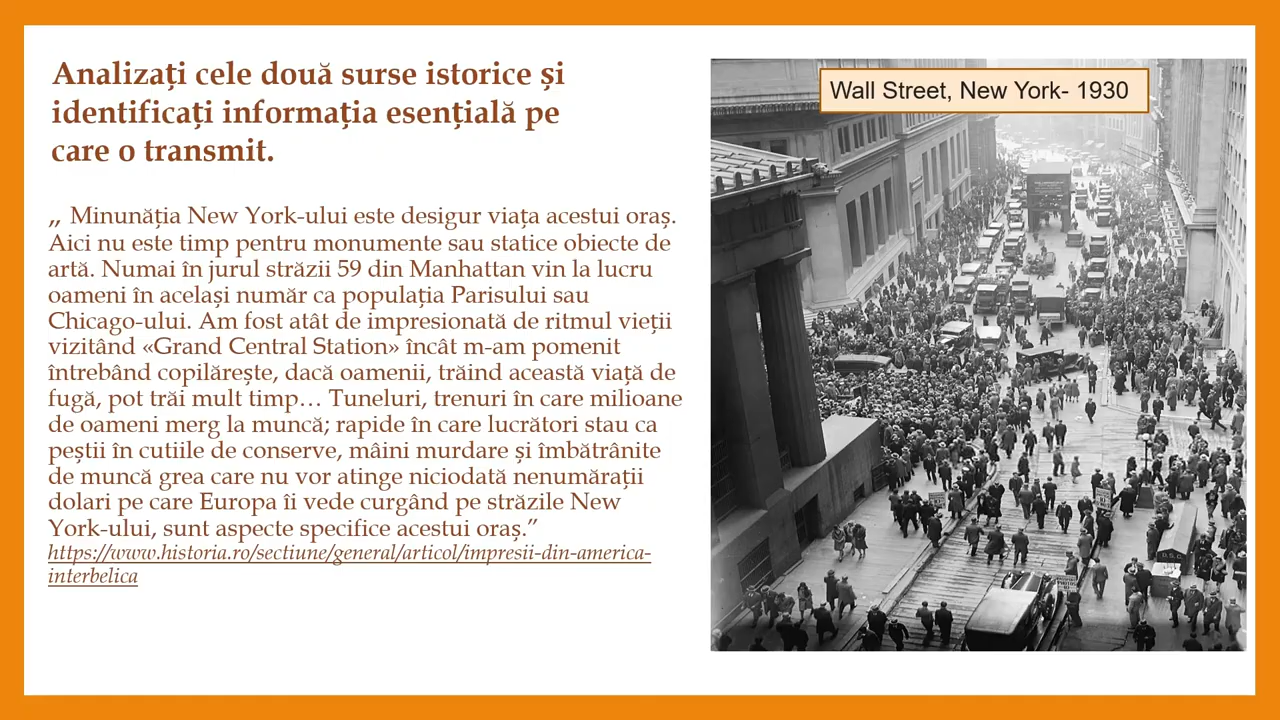 Analizați cele două surse istorice și
identificați informația esențială pe
care o transmit.
„ Minunăția New York-ului este desigur viața acestui oraș.
Aici nu este timp pentru monumente sau statice obiecte de
artă. Numai în jurul străzii 59 din Manhattan vin la lucru
oameni în același număr ca populația Parisului sau
Chicago-ului. Am fost atât de impresionată de ritmul vieții
vizitând «Grand Central Station» încât m-am pomenit
întrebând copilărește, dacă oamenii, trăind această viață de
fugă, pot trăi mult timp… Tuneluri, trenuri în care milioane
de oameni merg la muncă; rapide în care lucrători stau ca
peștii în cutiile de conserve, mâini murdare și îmbătrânite
de muncă grea care nu vor atinge niciodată nenumărații
dolari pe care Europa îi vede curgând pe străzile New
York-ului, sunt aspecte specifice acestui oraș.”
https://www.historia.ro/sectiune/general/articol/impresii-din-america-
interbelica
Wall Street, New York- 1930